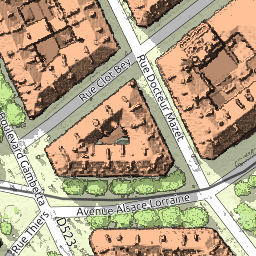 Rue Clot Bey
Rue Docteur Mazet
Boulevard Gambetta
Avenue Alsace Lorraine
Rue Thiers
D523